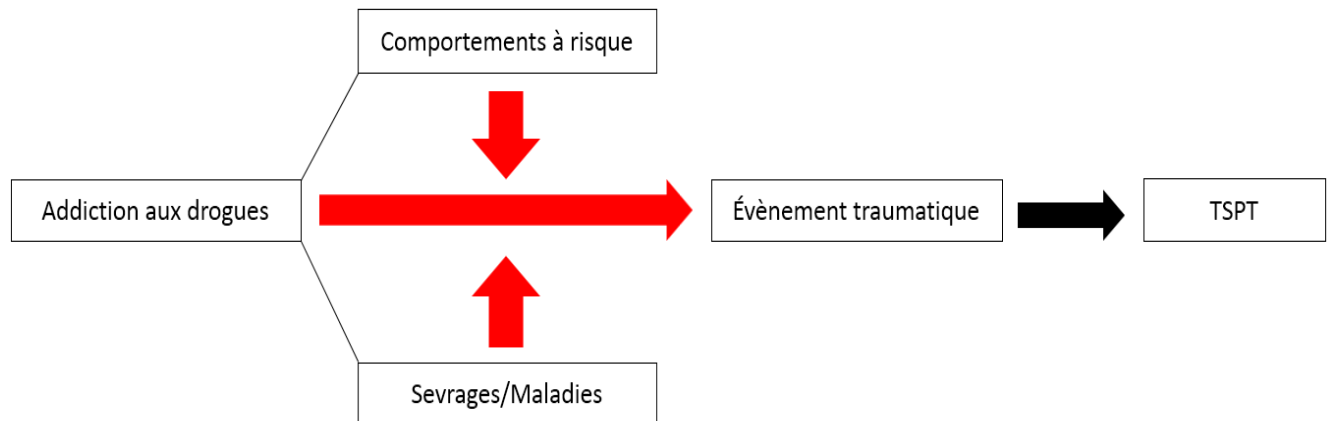 Comportements à risque
Addiction aux drogues
Évènement traumatique
TSPT
Sevrages/Maladies